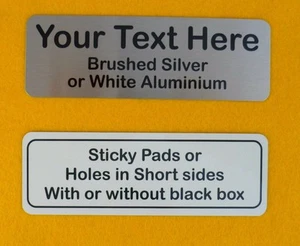 Your Text Here
Brushed Silver
or White Aluminium
Sticky Pads or
Holes in Short sides
With or without black box